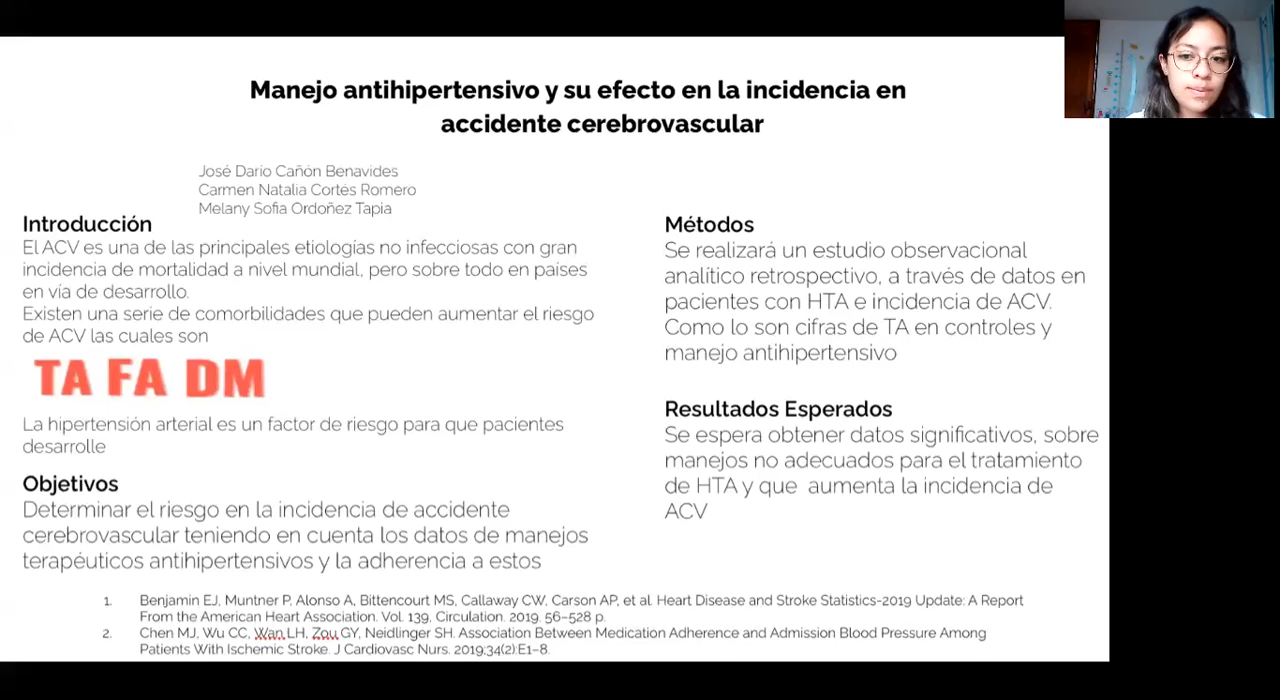 Manejo antihipertensivo y su efecto en la incidencia en
accidente cerebrovascular
José Dario Cañón Benavides
Carmen Natalia Cortés Romero
Melany Sofia Ordoñez Tapia
Introducción
El ACV es una de las principales etiologías no infecciosas con gran
incidencia de mortalidad a nivel mundial, pero sobre todo en países
en vía de desarrollo.
Existen una serie de comorbilidades que pueden aumentar el riesgo
de ACV las cuales son
TA FA DM
La hipertensión arterial es un factor de riesgo para que pacientes
desarrolle
Objetivos
Determinar el riesgo en la incidencia de accidente
cerebrovascular teniendo en cuenta los datos de manejos
terapéuticos antihipertensivos y la adherencia a estos
Métodos
Se realizará un estudio observacional
analítico retrospectivo, a través de datos en
pacientes con HTA e incidencia de ACV.
Como lo son cifras de TA en controles y
manejo antihipertensivo
Resultados Esperados
Se espera obtener datos significativos, sobre
manejos no adecuados para el tratamiento
de HTA y que aumenta la incidencia de
ACV
1. Benjamin EJ, Muntner P, Alonso A, Bittencourt MS, Callaway CW, Carson AP, et al. Heart Disease and Stroke Statistics-2019 Update: A Report
From the American Heart Association. Vol. 139, Circulation. 2019. 56–528 p.
2. Chen MJ, Wu CC, Wan LH, Zou GY, Neidlinger SH. Association Between Medication Adherence and Admission Blood Pressure Among
Patients With Ischemic Stroke. J Cardiovasc Nurs. 2019;34(2):E1–8.